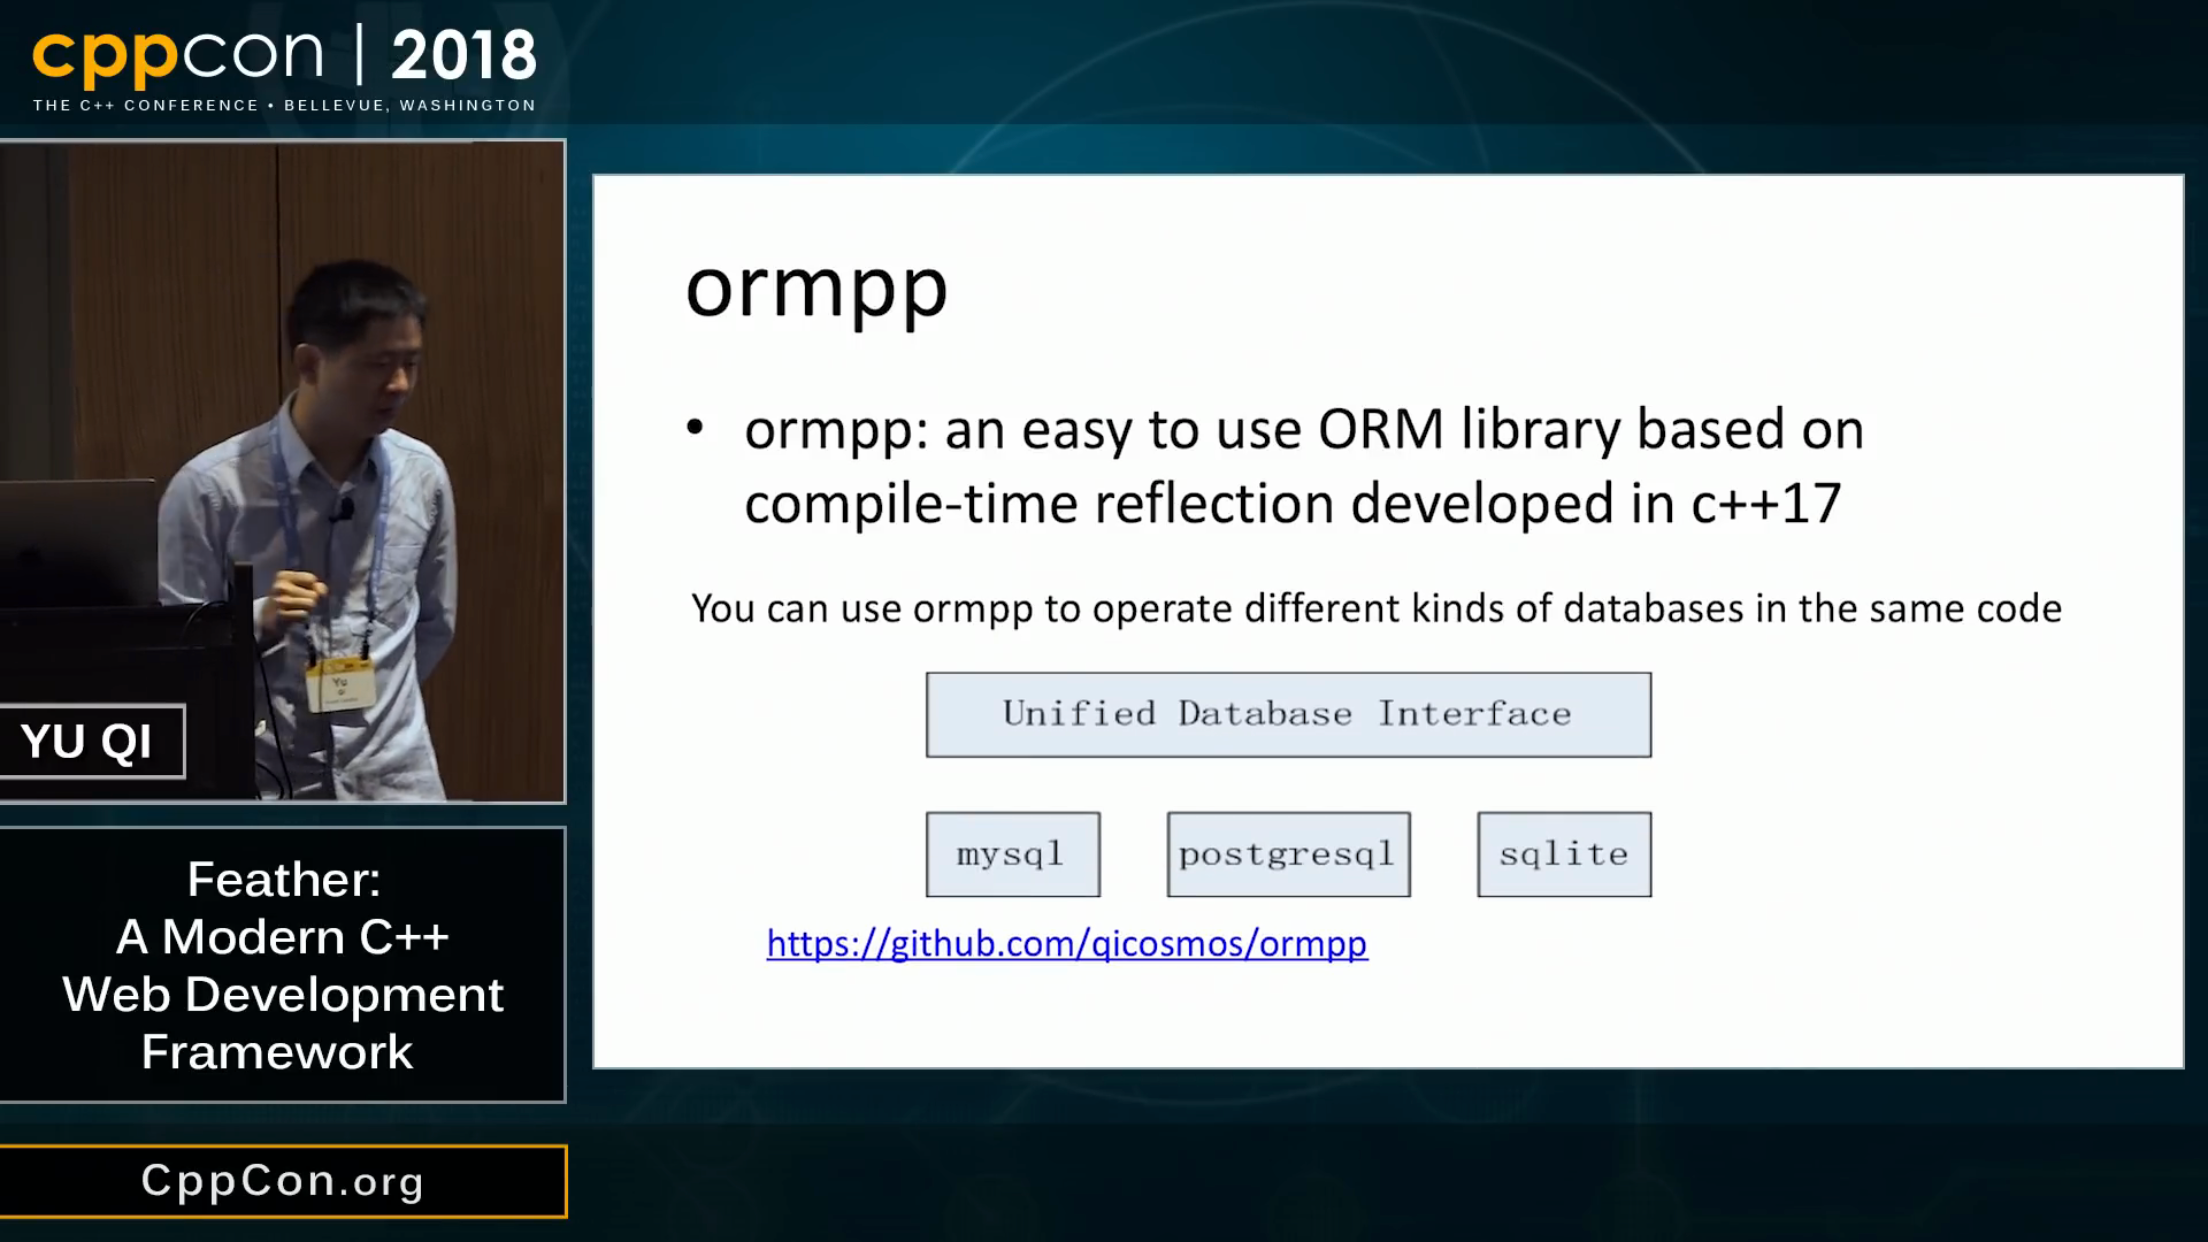 cppcon | 2018
THE C++ CONFERENCE • BELLEVUE, WASHINGTON
Yu
QI
YU QI
Feather:
A Modern C++
Web Development
Framework
CppCon.org
ormpp
• ormpp: an easy to use ORM library based on
compile-time reflection developed in c++17
You can use ormpp to operate different kinds of databases in the same code
Unified Database Interface
mysql postgresql sqlite
https://github.com/qicosmos/ormpp